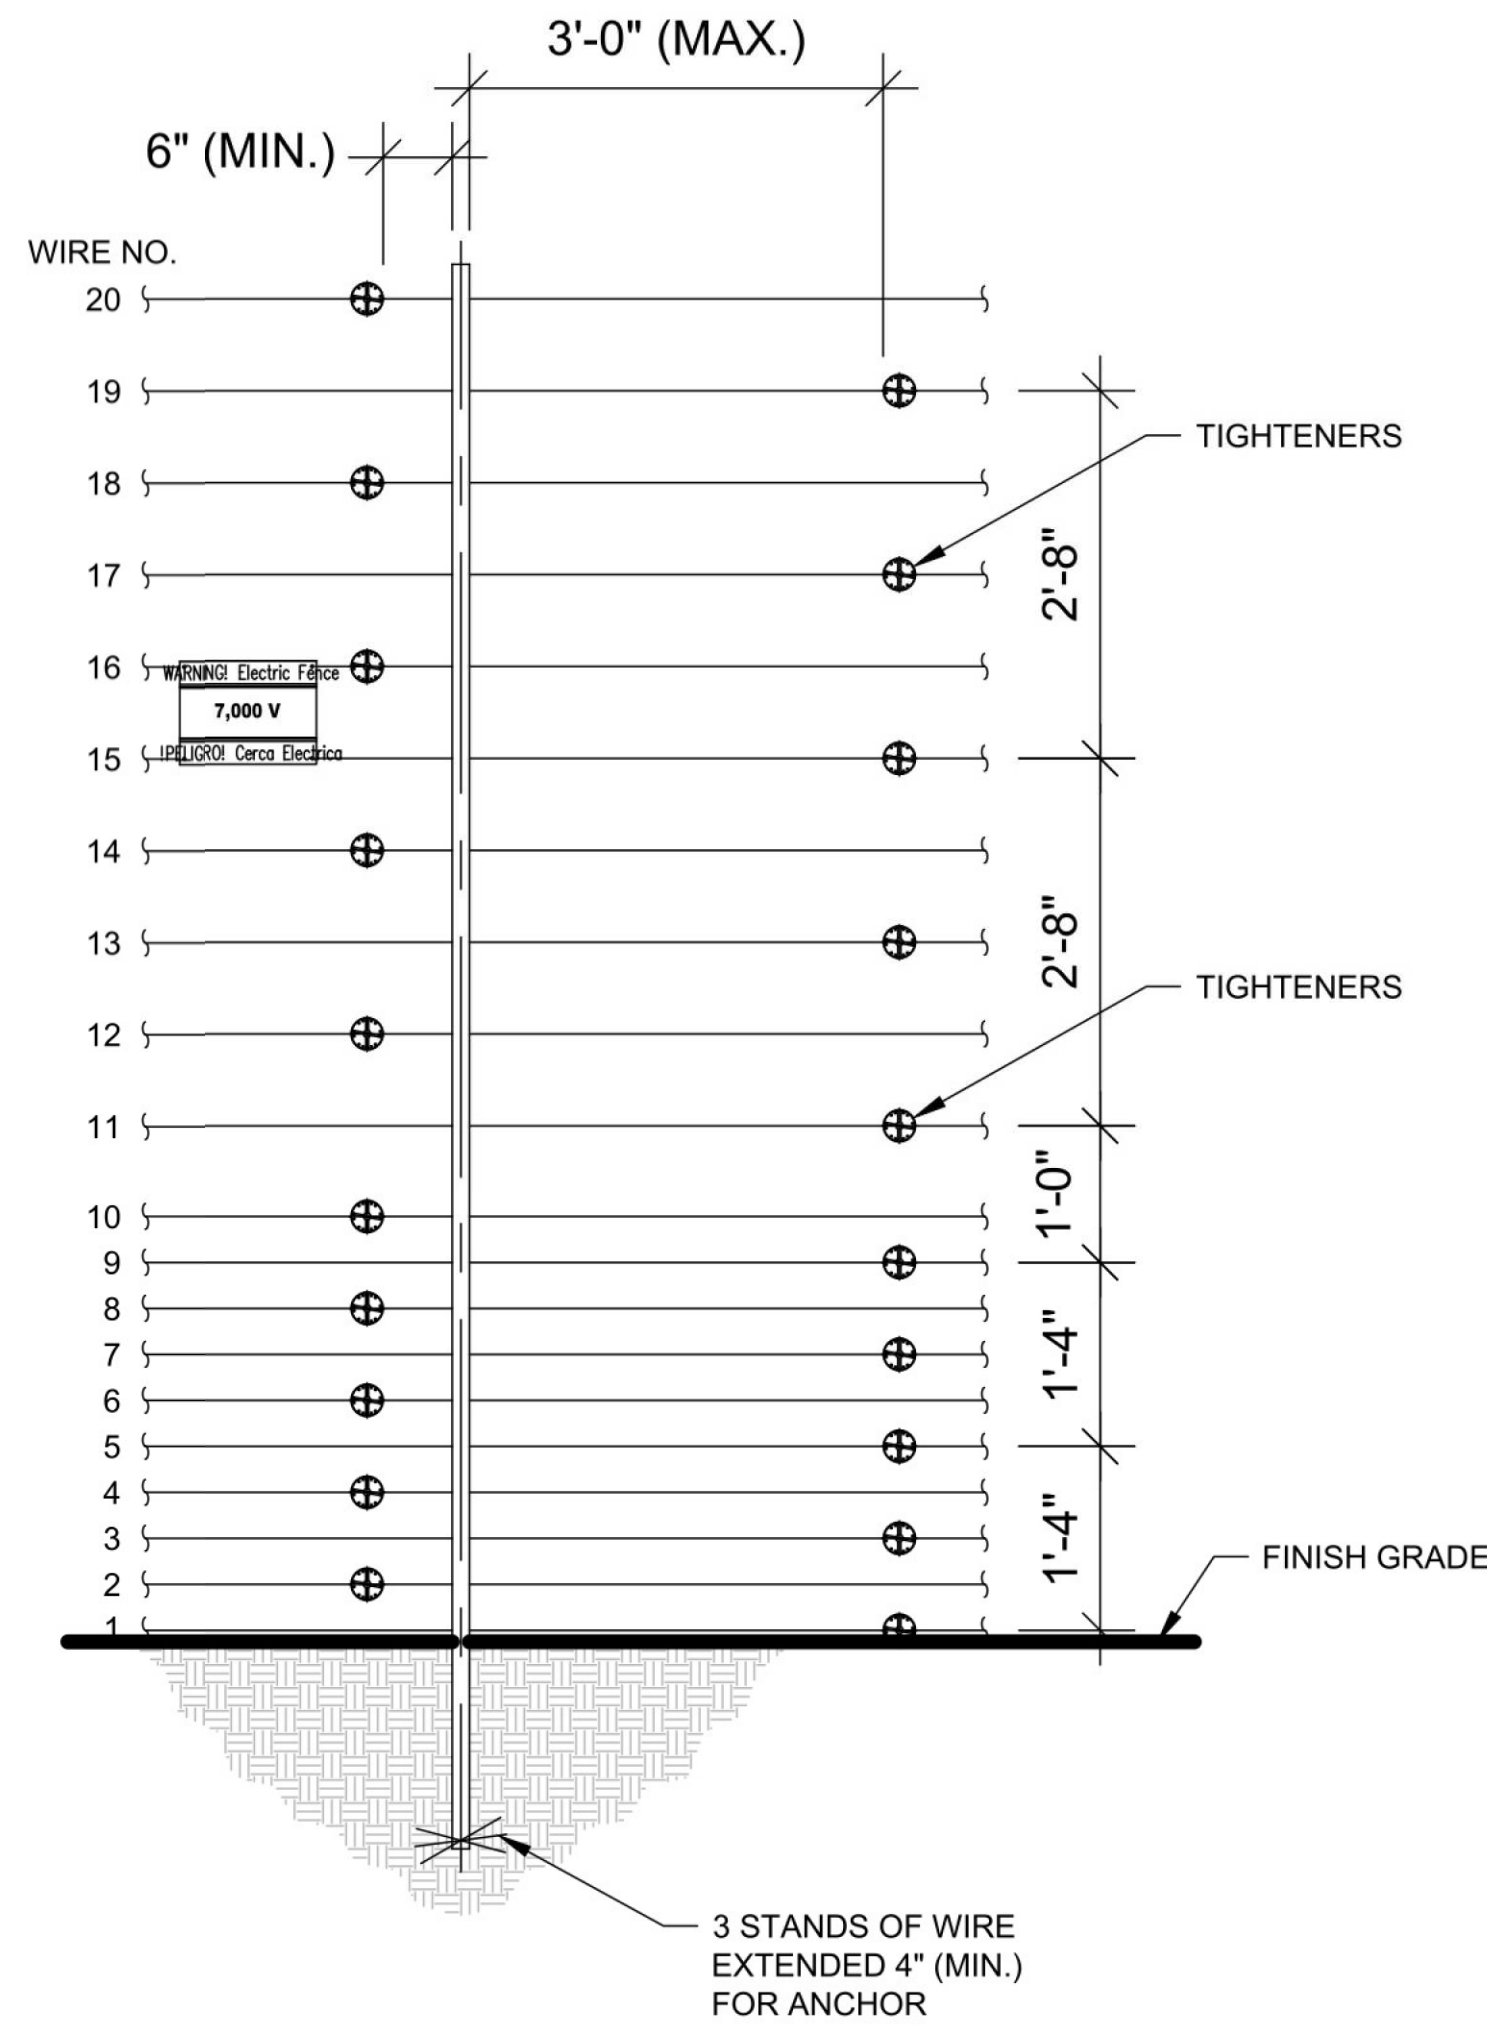 3'-0" (MAX.)
6" (MIN.)
WIRE NO.
20
19
TIGHTENERS
18
2'-8"
17
16
WARNING! Electric Fence
7,000 V
15
!PELIGRO! Cerca Electrica
14
13
2'-8"
TIGHTENERS
12
11
1'-0"
10
9
8
1'-4"
7
6
5
4
1'-4"
3
FINISH GRADE
2
1
3 STANDS OF WIRE
EXTENDED 4" (MIN.)
FOR ANCHOR